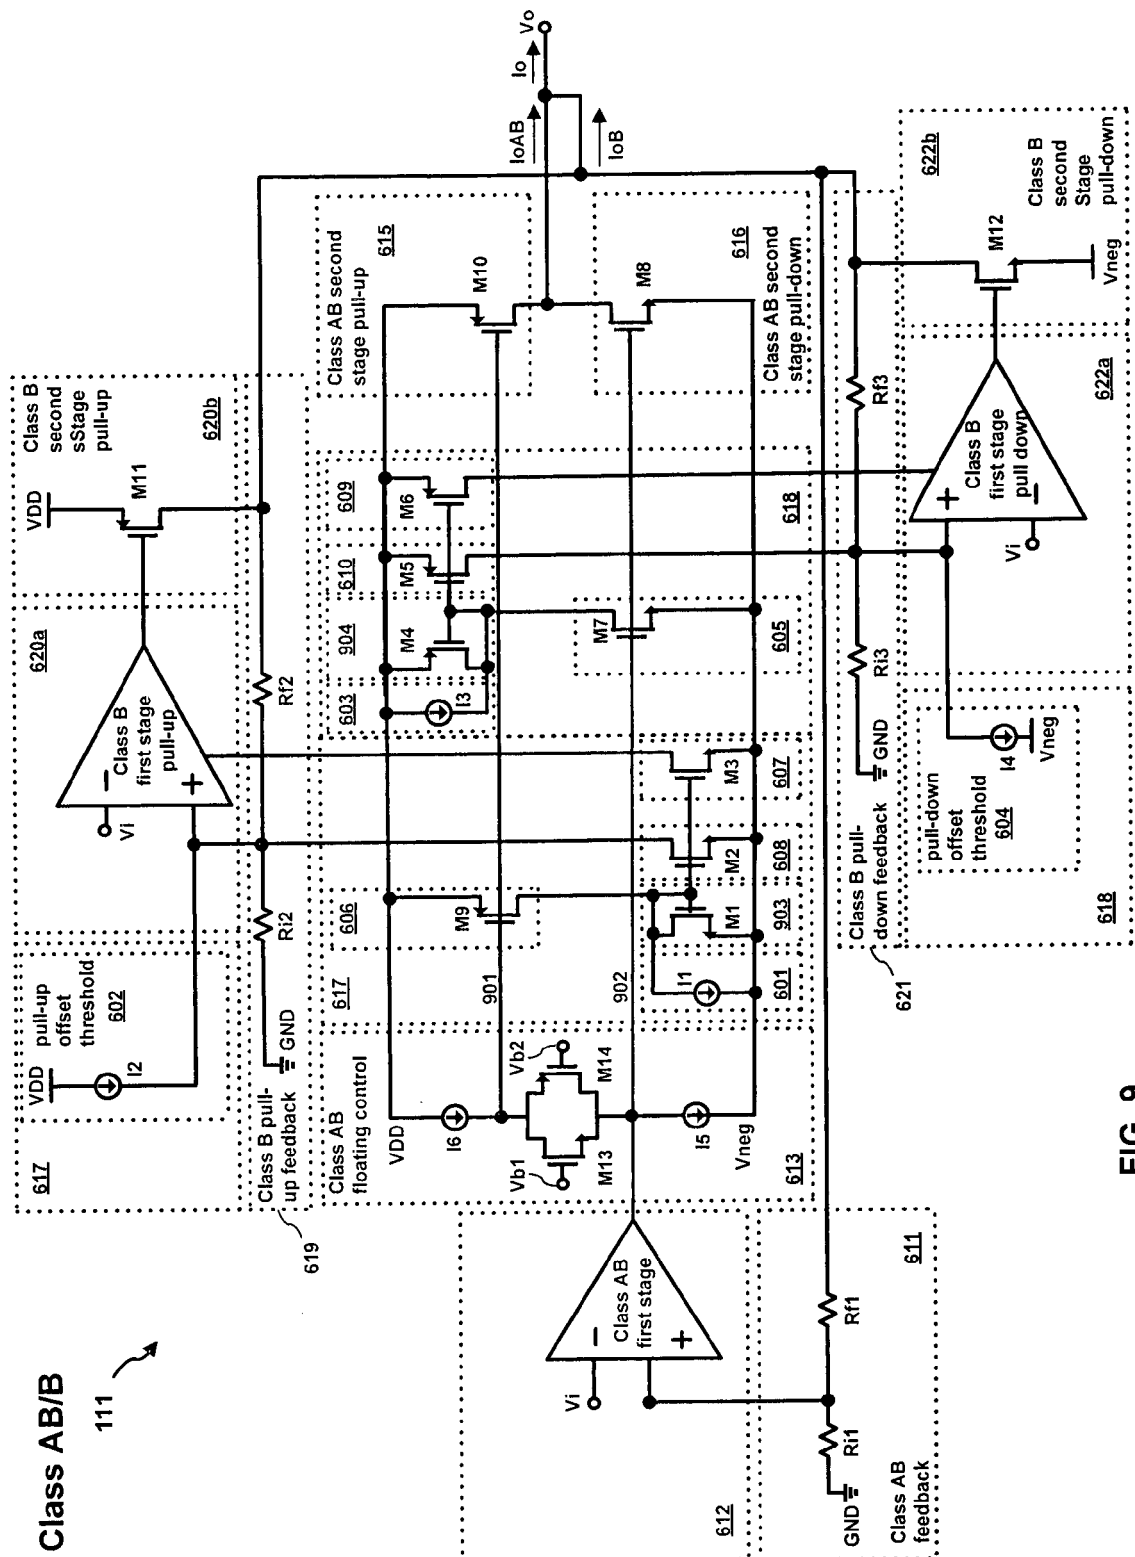 Class AB/B
111
617
VDD
I2
pull-up
offset
threshold
602
Class B pull-
up feedback
619
GND
Ri2
Rf2
620a
Vi
Class B
first stage
pull-up
−
+
VDD
M11
Class B
second
sStage
pull-up
620b
Class AB
floating control
VDD
I6
Vb1
M13
Vb2
M14
I5
Vneg
613
617
606
M9
901
902
I1
601
M1
903
M2
608
M3
607
603
I3
904
M4
610
M5
609
M6
M7
605
618
Class AB second
stage pull-up
615
M10
M8
616
Class AB second
stage pull-down
IoAB
IoB
Io
Vo
612
Vi
Class AB
first stage
−
+
GND
Ri1
Rf1
Class AB
feedback
611
Class B pull-
down feedback
621
GND
Ri3
Rf3
pull-down
offset
threshold
604
I4
Vneg
618
Vi
Class B
first stage
pull down
+
−
622a
M12
Vneg
Class B
second
Stage
pull-down
622b
FIG. 9